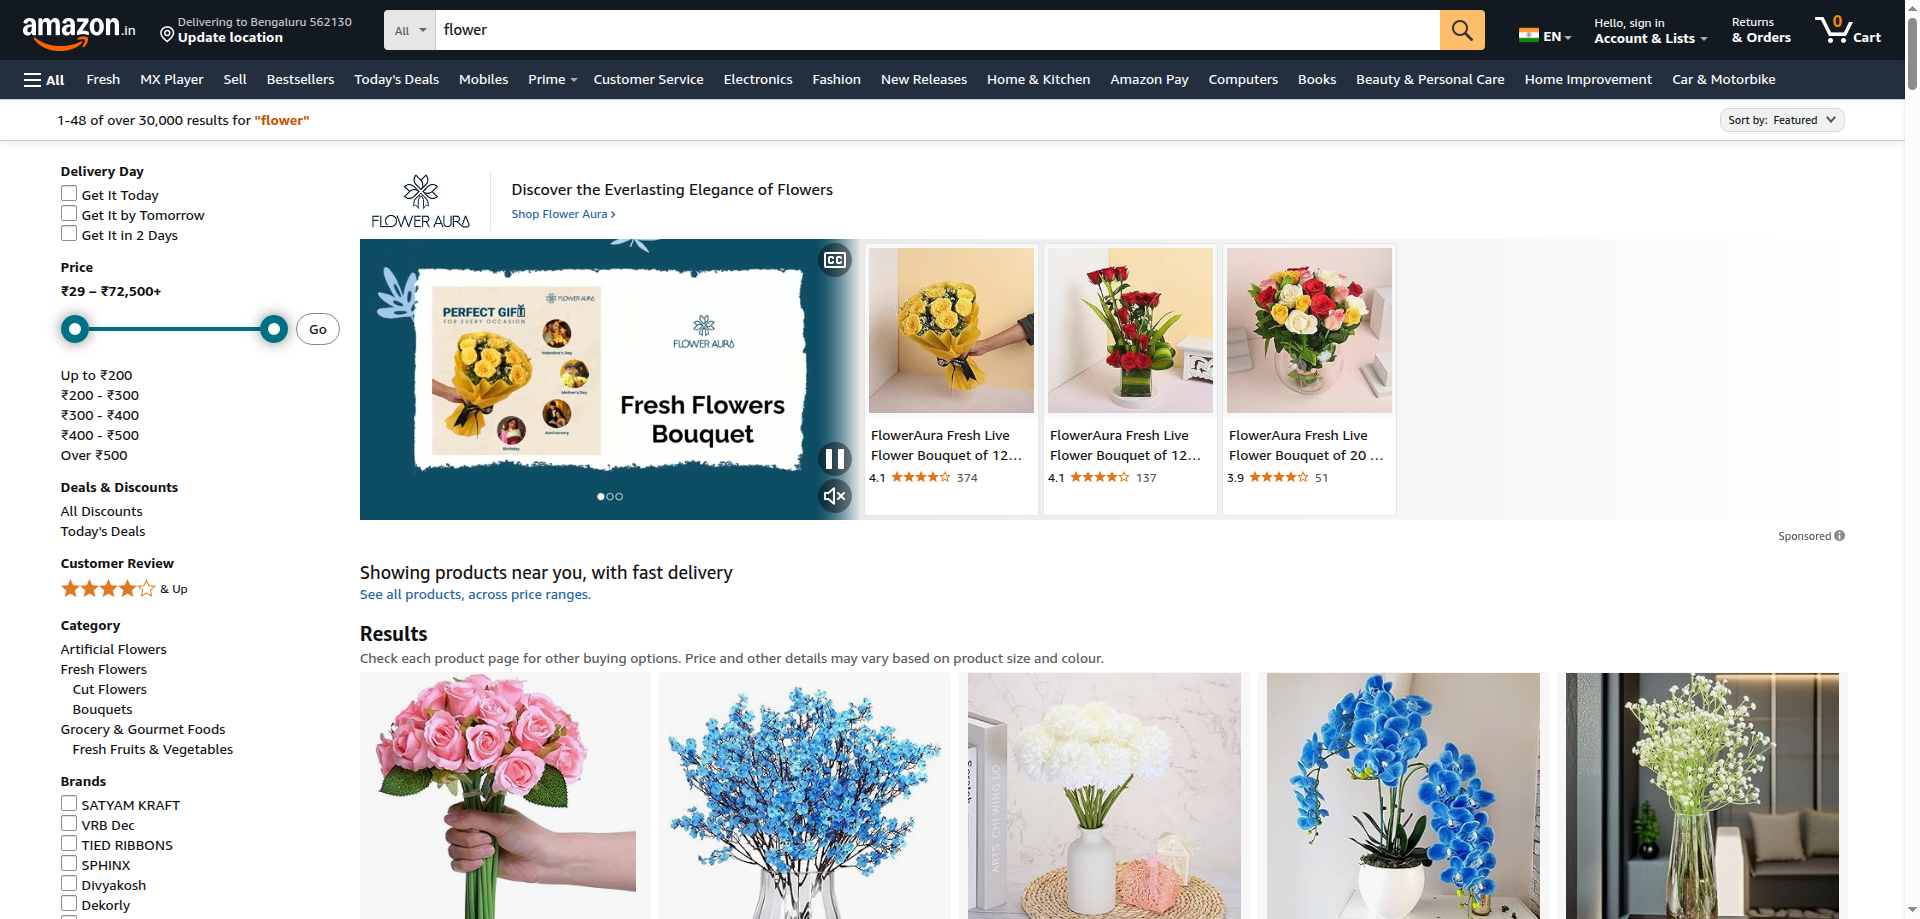 amazon.in
Delivering to Bengaluru 562130
Update location
All
flower
EN
Hello, sign in
Account & Lists
Returns
& Orders
0
Cart
All
Fresh
MX Player
Sell
Bestsellers
Today's Deals
Mobiles
Prime
Customer Service
Electronics
Fashion
New Releases
Home & Kitchen
Amazon Pay
Computers
Books
Beauty & Personal Care
Home Improvement
Car & Motorbike
1-48 of over 30,000 results for "flower"
Sort by: Featured
Delivery Day
Get It Today
Get It by Tomorrow
Get It in 2 Days
Price
₹29 – ₹72,500+
Go
Up to ₹200
₹200 - ₹300
₹300 - ₹400
₹400 - ₹500
Over ₹500
Deals & Discounts
All Discounts
Today's Deals
Customer Review
& Up
Category
Artificial Flowers
Fresh Flowers
Cut Flowers
Bouquets
Grocery & Gourmet Foods
Fresh Fruits & Vegetables
Brands
SATYAM KRAFT
VRB Dec
TIED RIBBONS
SPHINX
Divyakosh
Dekorly
FLOWER AURA
Discover the Everlasting Elegance of Flowers
Shop Flower Aura ›
CC
FLOWER AURA
PERFECT GIFT
FOR EVERY OCCASION
Valentine's Day
Mother's Day
Anniversary
Birthday
FLOWER AURA
Fresh Flowers
Bouquet
FlowerAura Fresh Live
Flower Bouquet of 12...
4.1 374
FlowerAura Fresh Live
Flower Bouquet of 12...
4.1 137
FlowerAura Fresh Live
Flower Bouquet of 20 ...
3.9 51
Sponsored
Showing products near you, with fast delivery
See all products, across price ranges.
Results
Check each product page for other buying options. Price and other details may vary based on product size and colour.